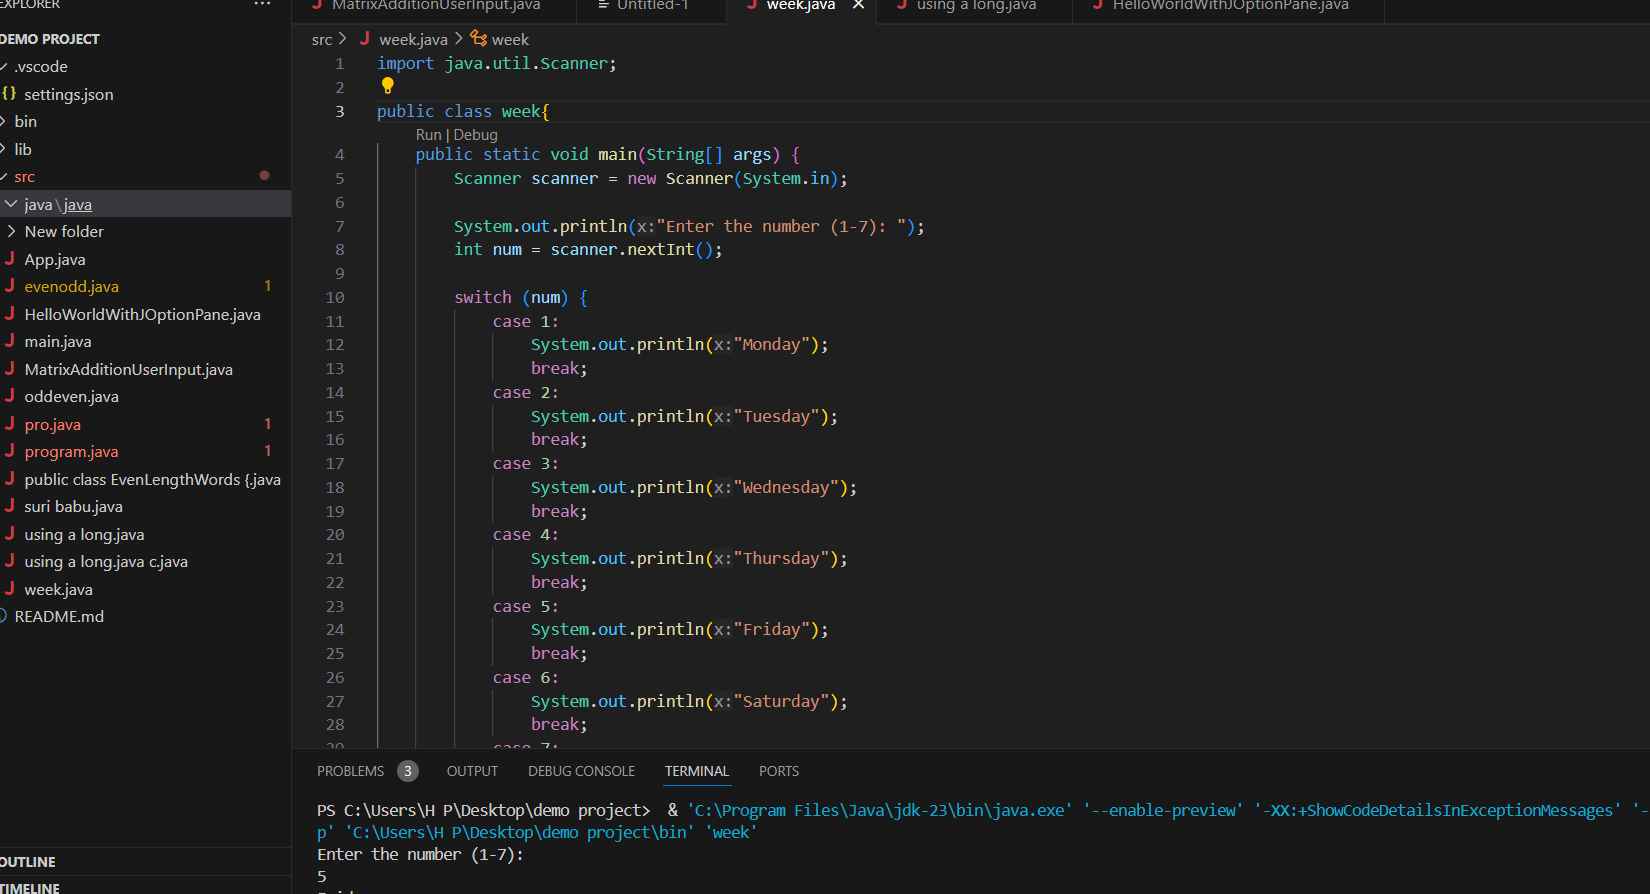 EXPLORER
...
MatrixAdditionUserInput.java
Untitled-1
week.java
using a long.java
HelloWorldWithJOptionPane.java
DEMO PROJECT
.vscode
{} settings.json
bin
lib
src
java\java
New folder
App.java
evenodd.java 1
HelloWorldWithJOptionPane.java
main.java
MatrixAdditionUserInput.java
oddeven.java
pro.java 1
program.java 1
public class EvenLengthWords {.java
suri babu.java
using a long.java
using a long.java c.java
week.java
README.md
OUTLINE
TIMELINE
src > week.java > week
1 import java.util.Scanner;
2
3 public class week{
Run | Debug
4 public static void main(String[] args) {
5 Scanner scanner = new Scanner(System.in);
6
7 System.out.println(x:"Enter the number (1-7): ");
8 int num = scanner.nextInt();
9
10 switch (num) {
11 case 1:
12 System.out.println(x:"Monday");
13 break;
14 case 2:
15 System.out.println(x:"Tuesday");
16 break;
17 case 3:
18 System.out.println(x:"Wednesday");
19 break;
20 case 4:
21 System.out.println(x:"Thursday");
22 break;
23 case 5:
24 System.out.println(x:"Friday");
25 break;
26 case 6:
27 System.out.println(x:"Saturday");
28 break;
29 case 7:
PROBLEMS 3 OUTPUT DEBUG CONSOLE TERMINAL PORTS
PS C:\Users\H P\Desktop\demo project> & 'C:\Program Files\Java\jdk-23\bin\java.exe' '--enable-preview' '-XX:+ShowCodeDetailsInExceptionMessages' '-
p' 'C:\Users\H P\Desktop\demo project\bin' 'week'
Enter the number (1-7):
5